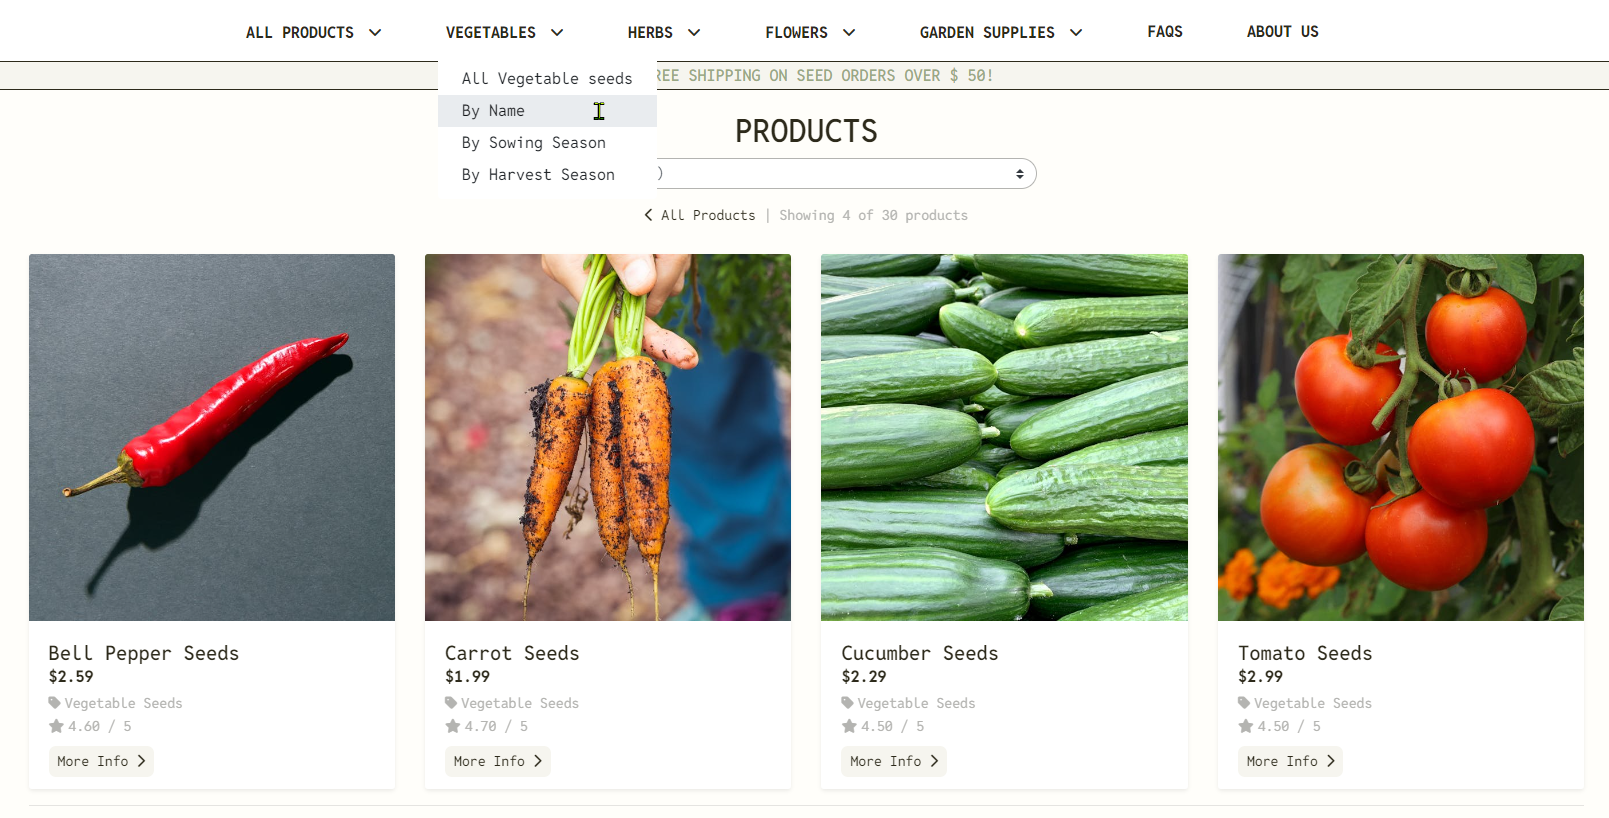 ALL PRODUCTS VEGETABLES HERBS FLOWERS GARDEN SUPPLIES FAQS ABOUT US
All Vegetable seeds
REE SHIPPING ON SEED ORDERS OVER $ 50!
By Name
By Sowing Season
By Harvest Season
PRODUCTS
)
All Products | Showing 4 of 30 products
Bell Pepper Seeds
$2.59
Vegetable Seeds
4.60 / 5
More Info
Carrot Seeds
$1.99
Vegetable Seeds
4.70 / 5
More Info
Cucumber Seeds
$2.29
Vegetable Seeds
4.50 / 5
More Info
Tomato Seeds
$2.99
Vegetable Seeds
4.50 / 5
More Info